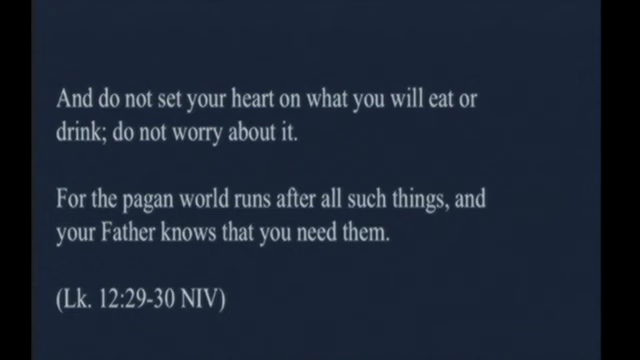 And do not set your heart on what you will eat or
drink; do not worry about it.
For the pagan world runs after all such things, and
your Father knows that you need them.
(Lk. 12:29-30 NIV)